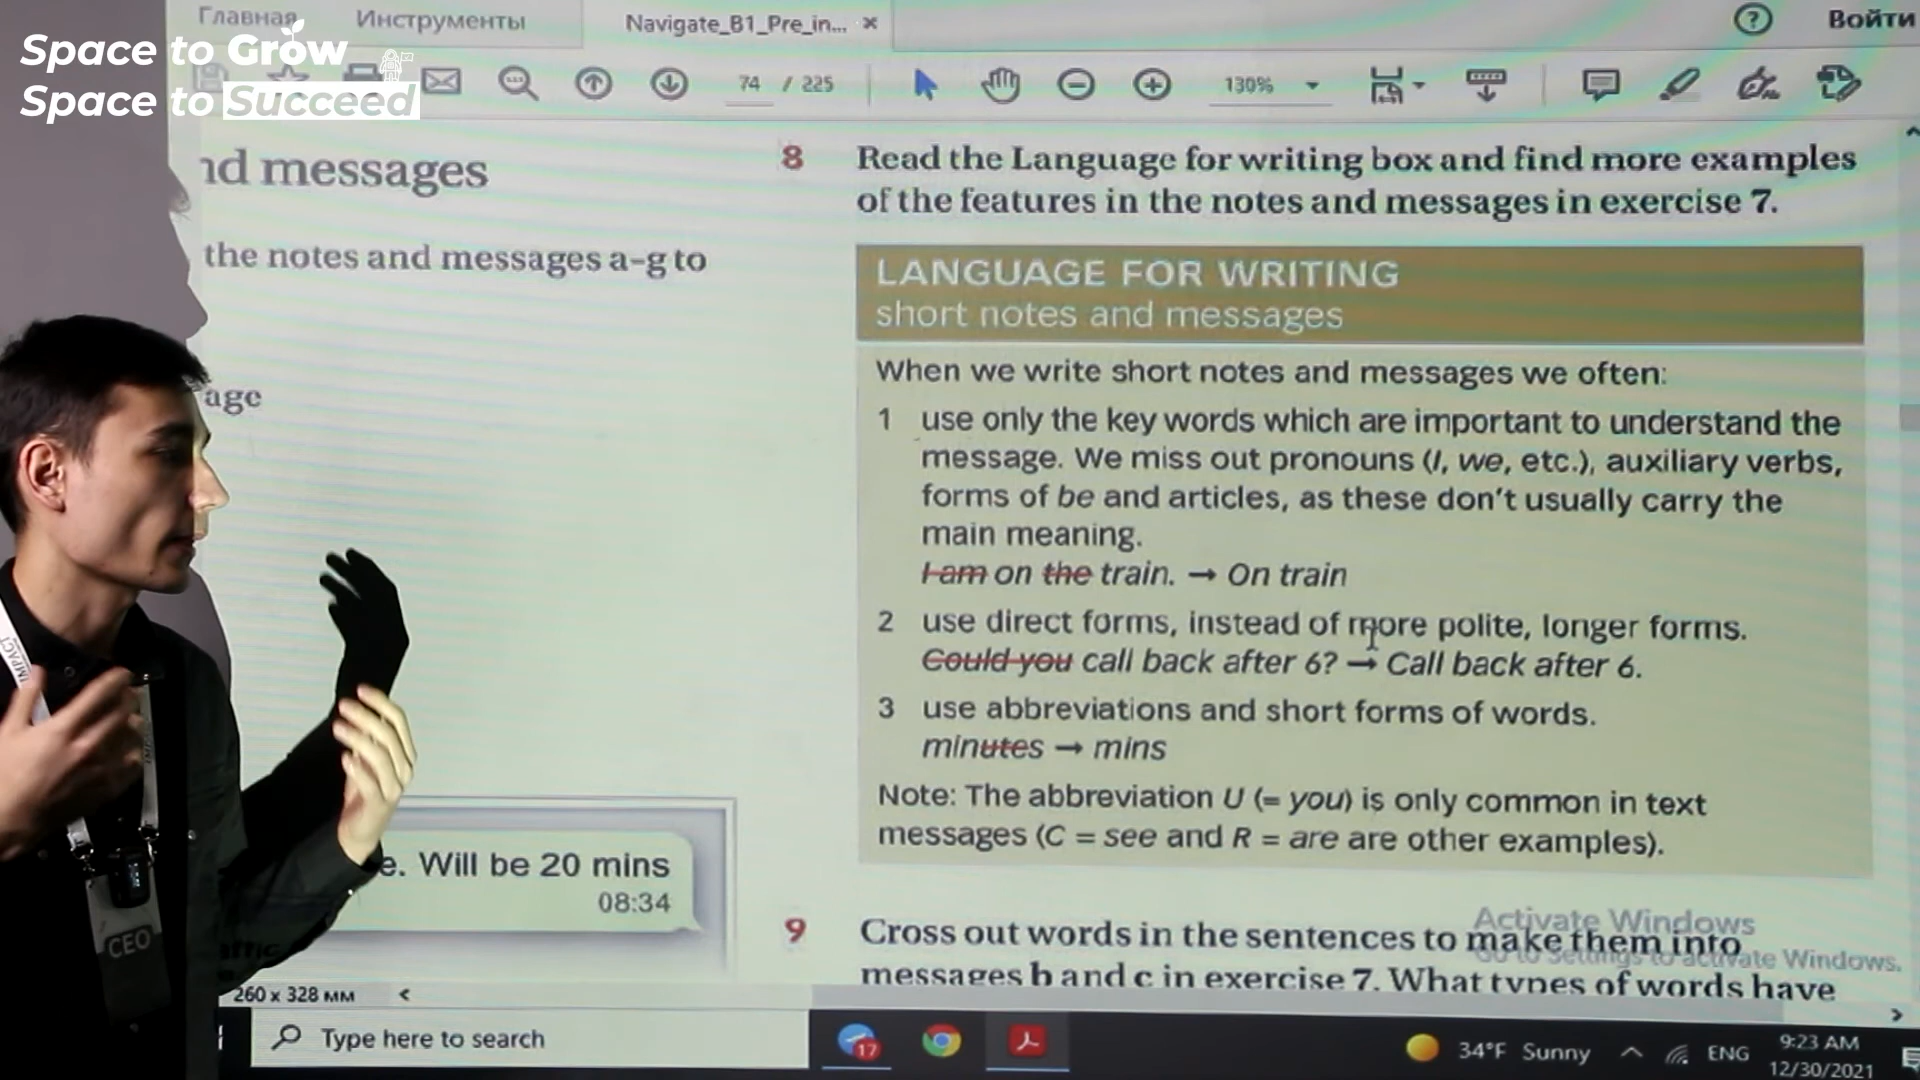 Главная
Инструменты
Navigate_B1_Pre_in... ×
Войти
Space to Grow
Space to Succeed
74 / 225
130%
nd messages
the notes and messages a–g to
age
8 Read the Language for writing box and find more examples
of the features in the notes and messages in exercise 7.
LANGUAGE FOR WRITING
short notes and messages
When we write short notes and messages we often:
1 use only the key words which are important to understand the
message. We miss out pronouns (I, we, etc.), auxiliary verbs,
forms of be and articles, as these don't usually carry the
main meaning.
I am on the train. → On train
2 use direct forms, instead of more polite, longer forms.
Could you call back after 6? → Call back after 6.
3 use abbreviations and short forms of words.
minutes → mins
Note: The abbreviation U (= you) is only common in text
messages (C = see and R = are are other examples).
e. Will be 20 mins
08:34
9 Cross out words in the sentences to make them into
messages b and c in exercise 7. What types of words have
Activate Windows
Go to Settings to activate Windows.
IMPACT
CEO
260 x 328 мм
Type here to search
17
34°F Sunny
ENG
9:23 AM
12/30/2021